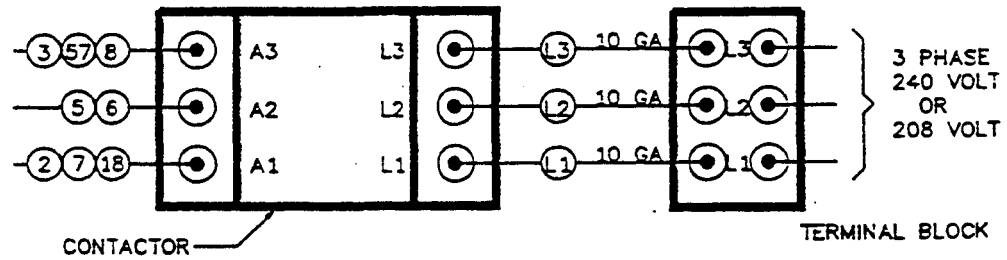 3 57 8 A3 L3 L3 10 GA L3
5 6 A2 L2 L2 10 GA L2
2 7 18 A1 L1 L1 10 GA L1
3 PHASE
240 VOLT
OR
208 VOLT
CONTACTOR
TERMINAL BLOCK